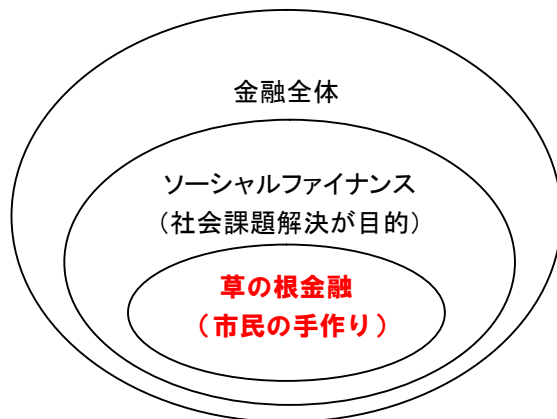 金融全体
ソーシャルファイナンス
(社会課題解決が目的)
草の根金融
(市民の手作り)